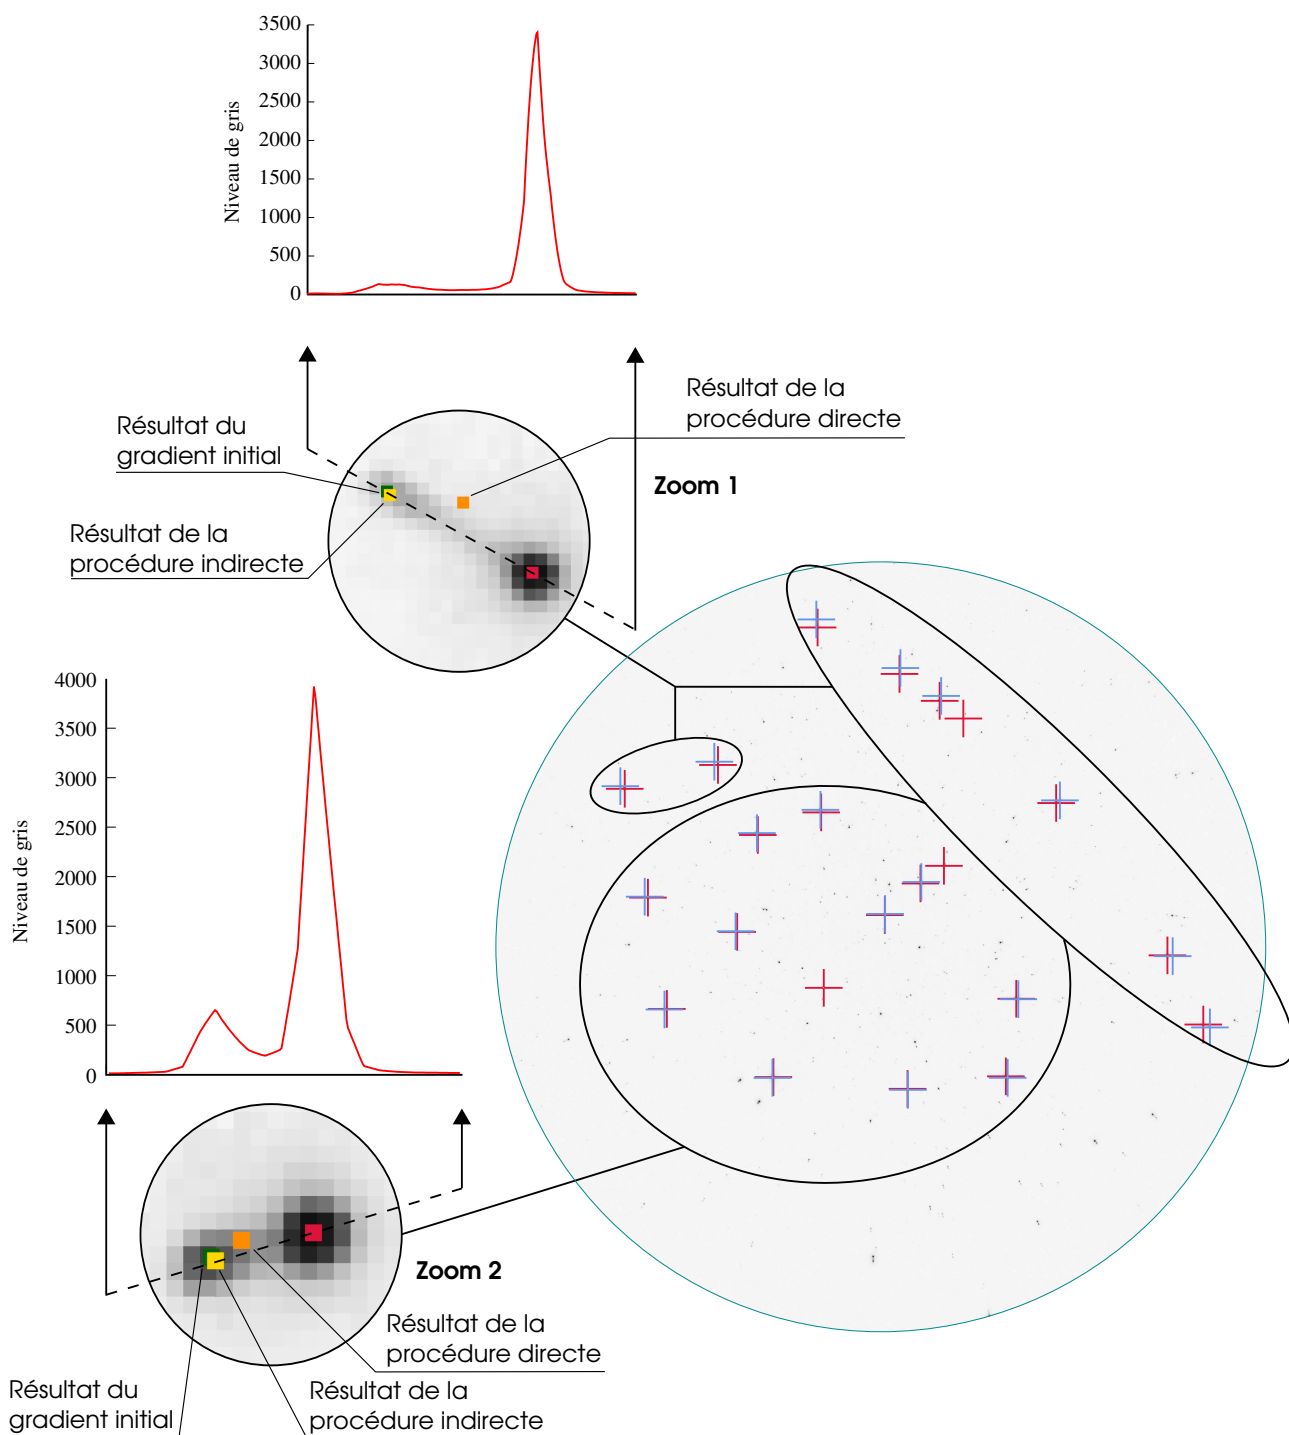 3500
3000
2500
2000
1500
1000
500
0
Niveau de gris
Résultat de la
procédure directe
Résultat du
gradient initial
Zoom 1
Résultat de la
procédure indirecte
4000
3500
3000
2500
2000
1500
1000
500
0
Niveau de gris
Zoom 2
Résultat de la
procédure directe
Résultat du
gradient initial
Résultat de la
procédure indirecte